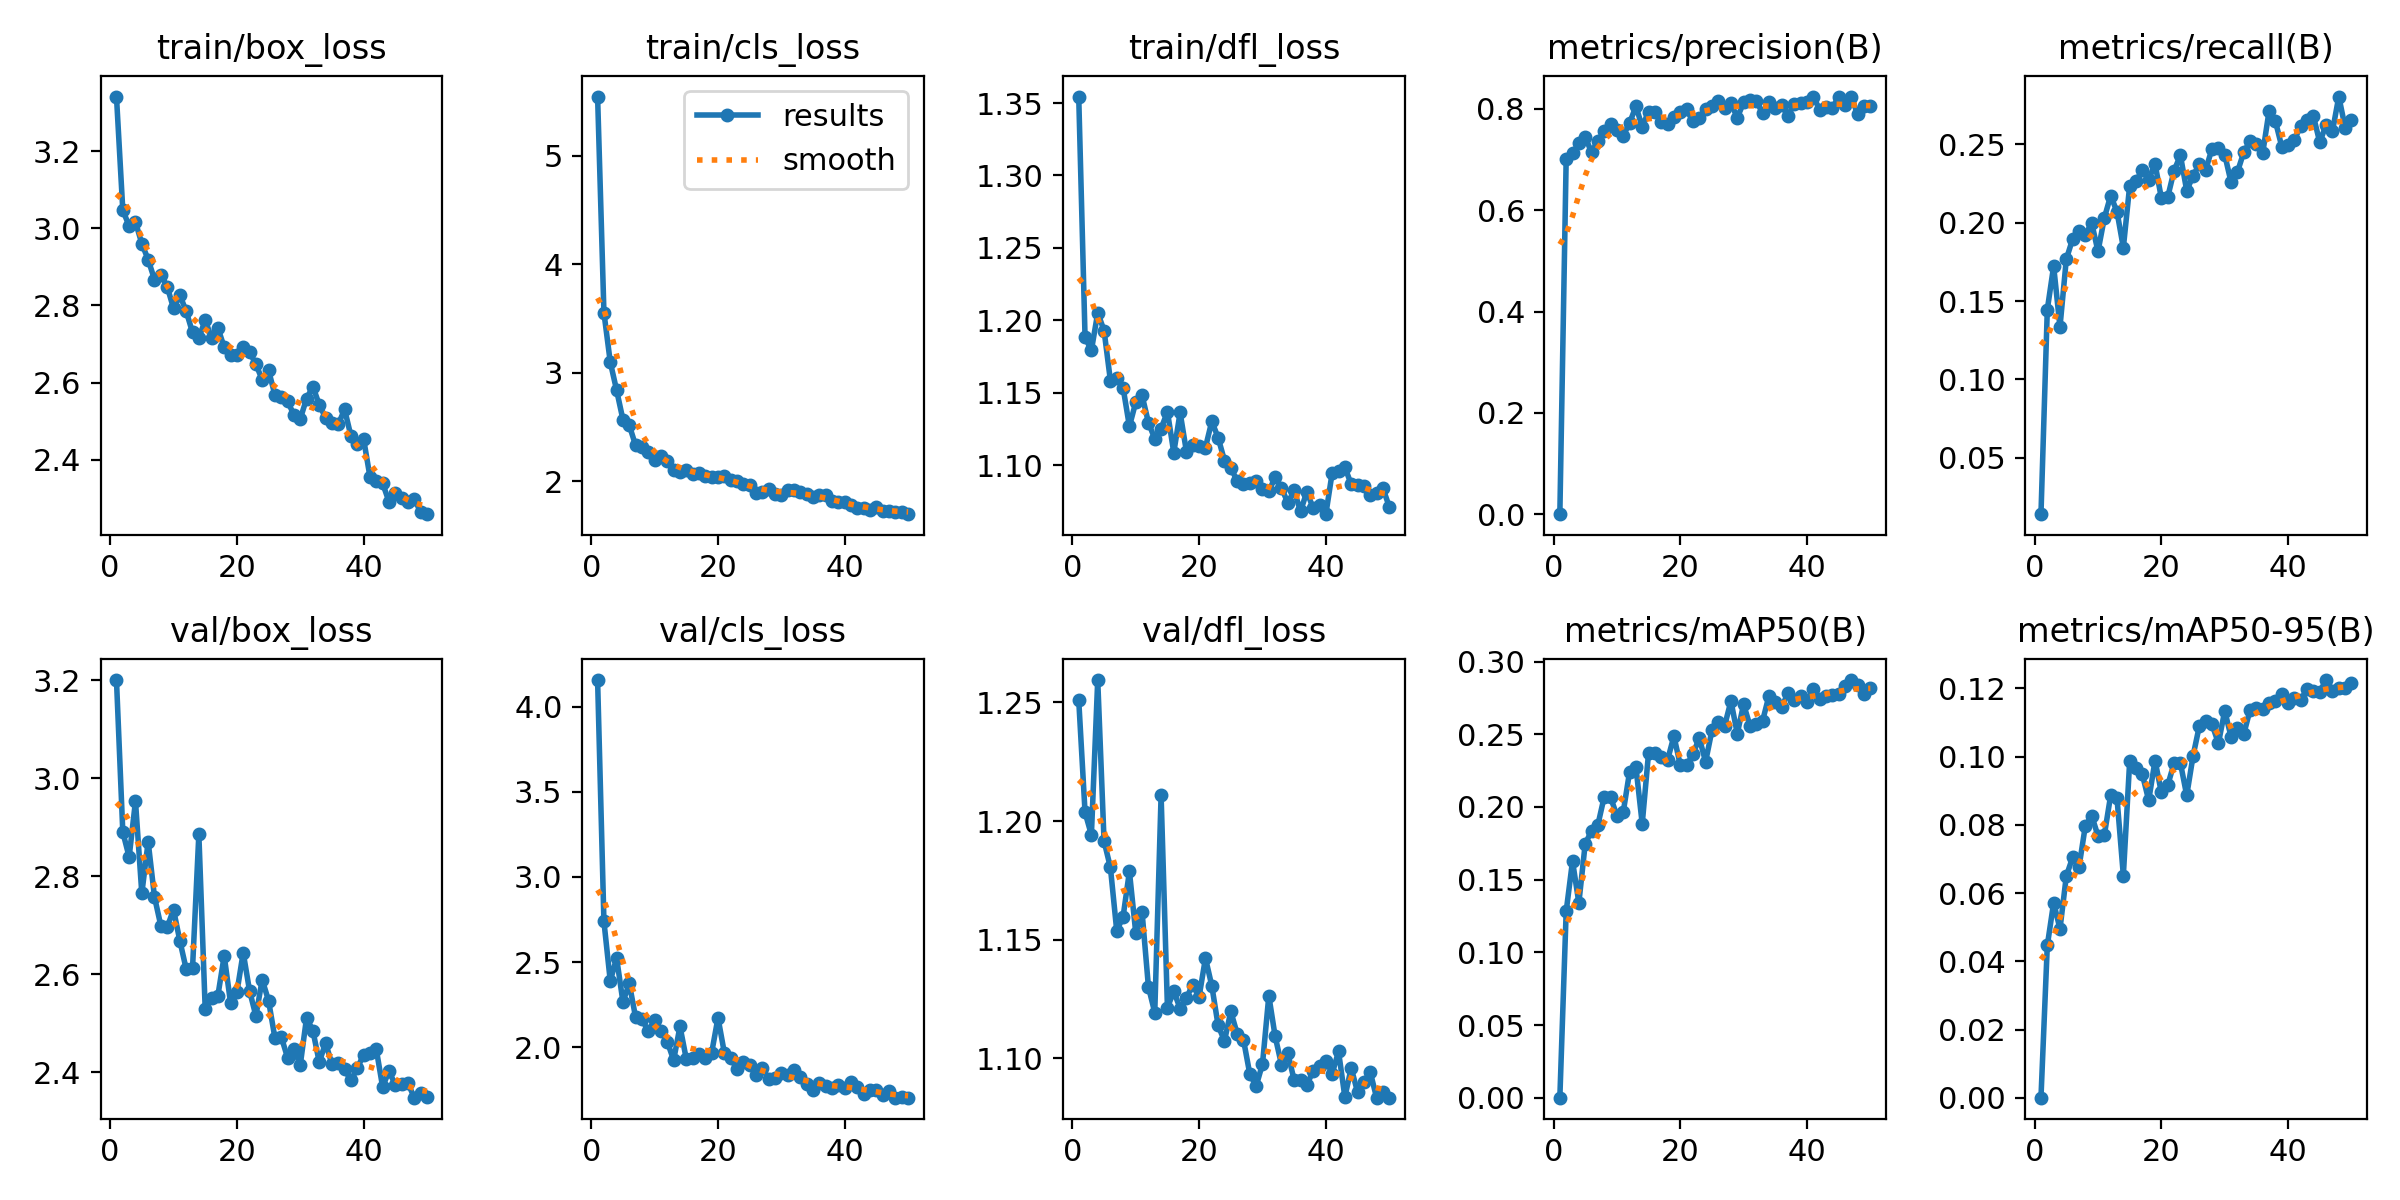 train/box_loss
3.2
3.0
2.8
2.6
2.4
0 20 40
train/cls_loss
results
smooth
5
4
3
2
0 20 40
train/dfl_loss
1.35
1.30
1.25
1.20
1.15
1.10
0 20 40
metrics/precision(B)
0.8
0.6
0.4
0.2
0.0
0 20 40
metrics/recall(B)
0.25
0.20
0.15
0.10
0.05
0 20 40
val/box_loss
3.2
3.0
2.8
2.6
2.4
0 20 40
val/cls_loss
4.0
3.5
3.0
2.5
2.0
0 20 40
val/dfl_loss
1.25
1.20
1.15
1.10
0 20 40
metrics/mAP50(B)
0.30
0.25
0.20
0.15
0.10
0.05
0.00
0 20 40
metrics/mAP50-95(B)
0.12
0.10
0.08
0.06
0.04
0.02
0.00
0 20 40